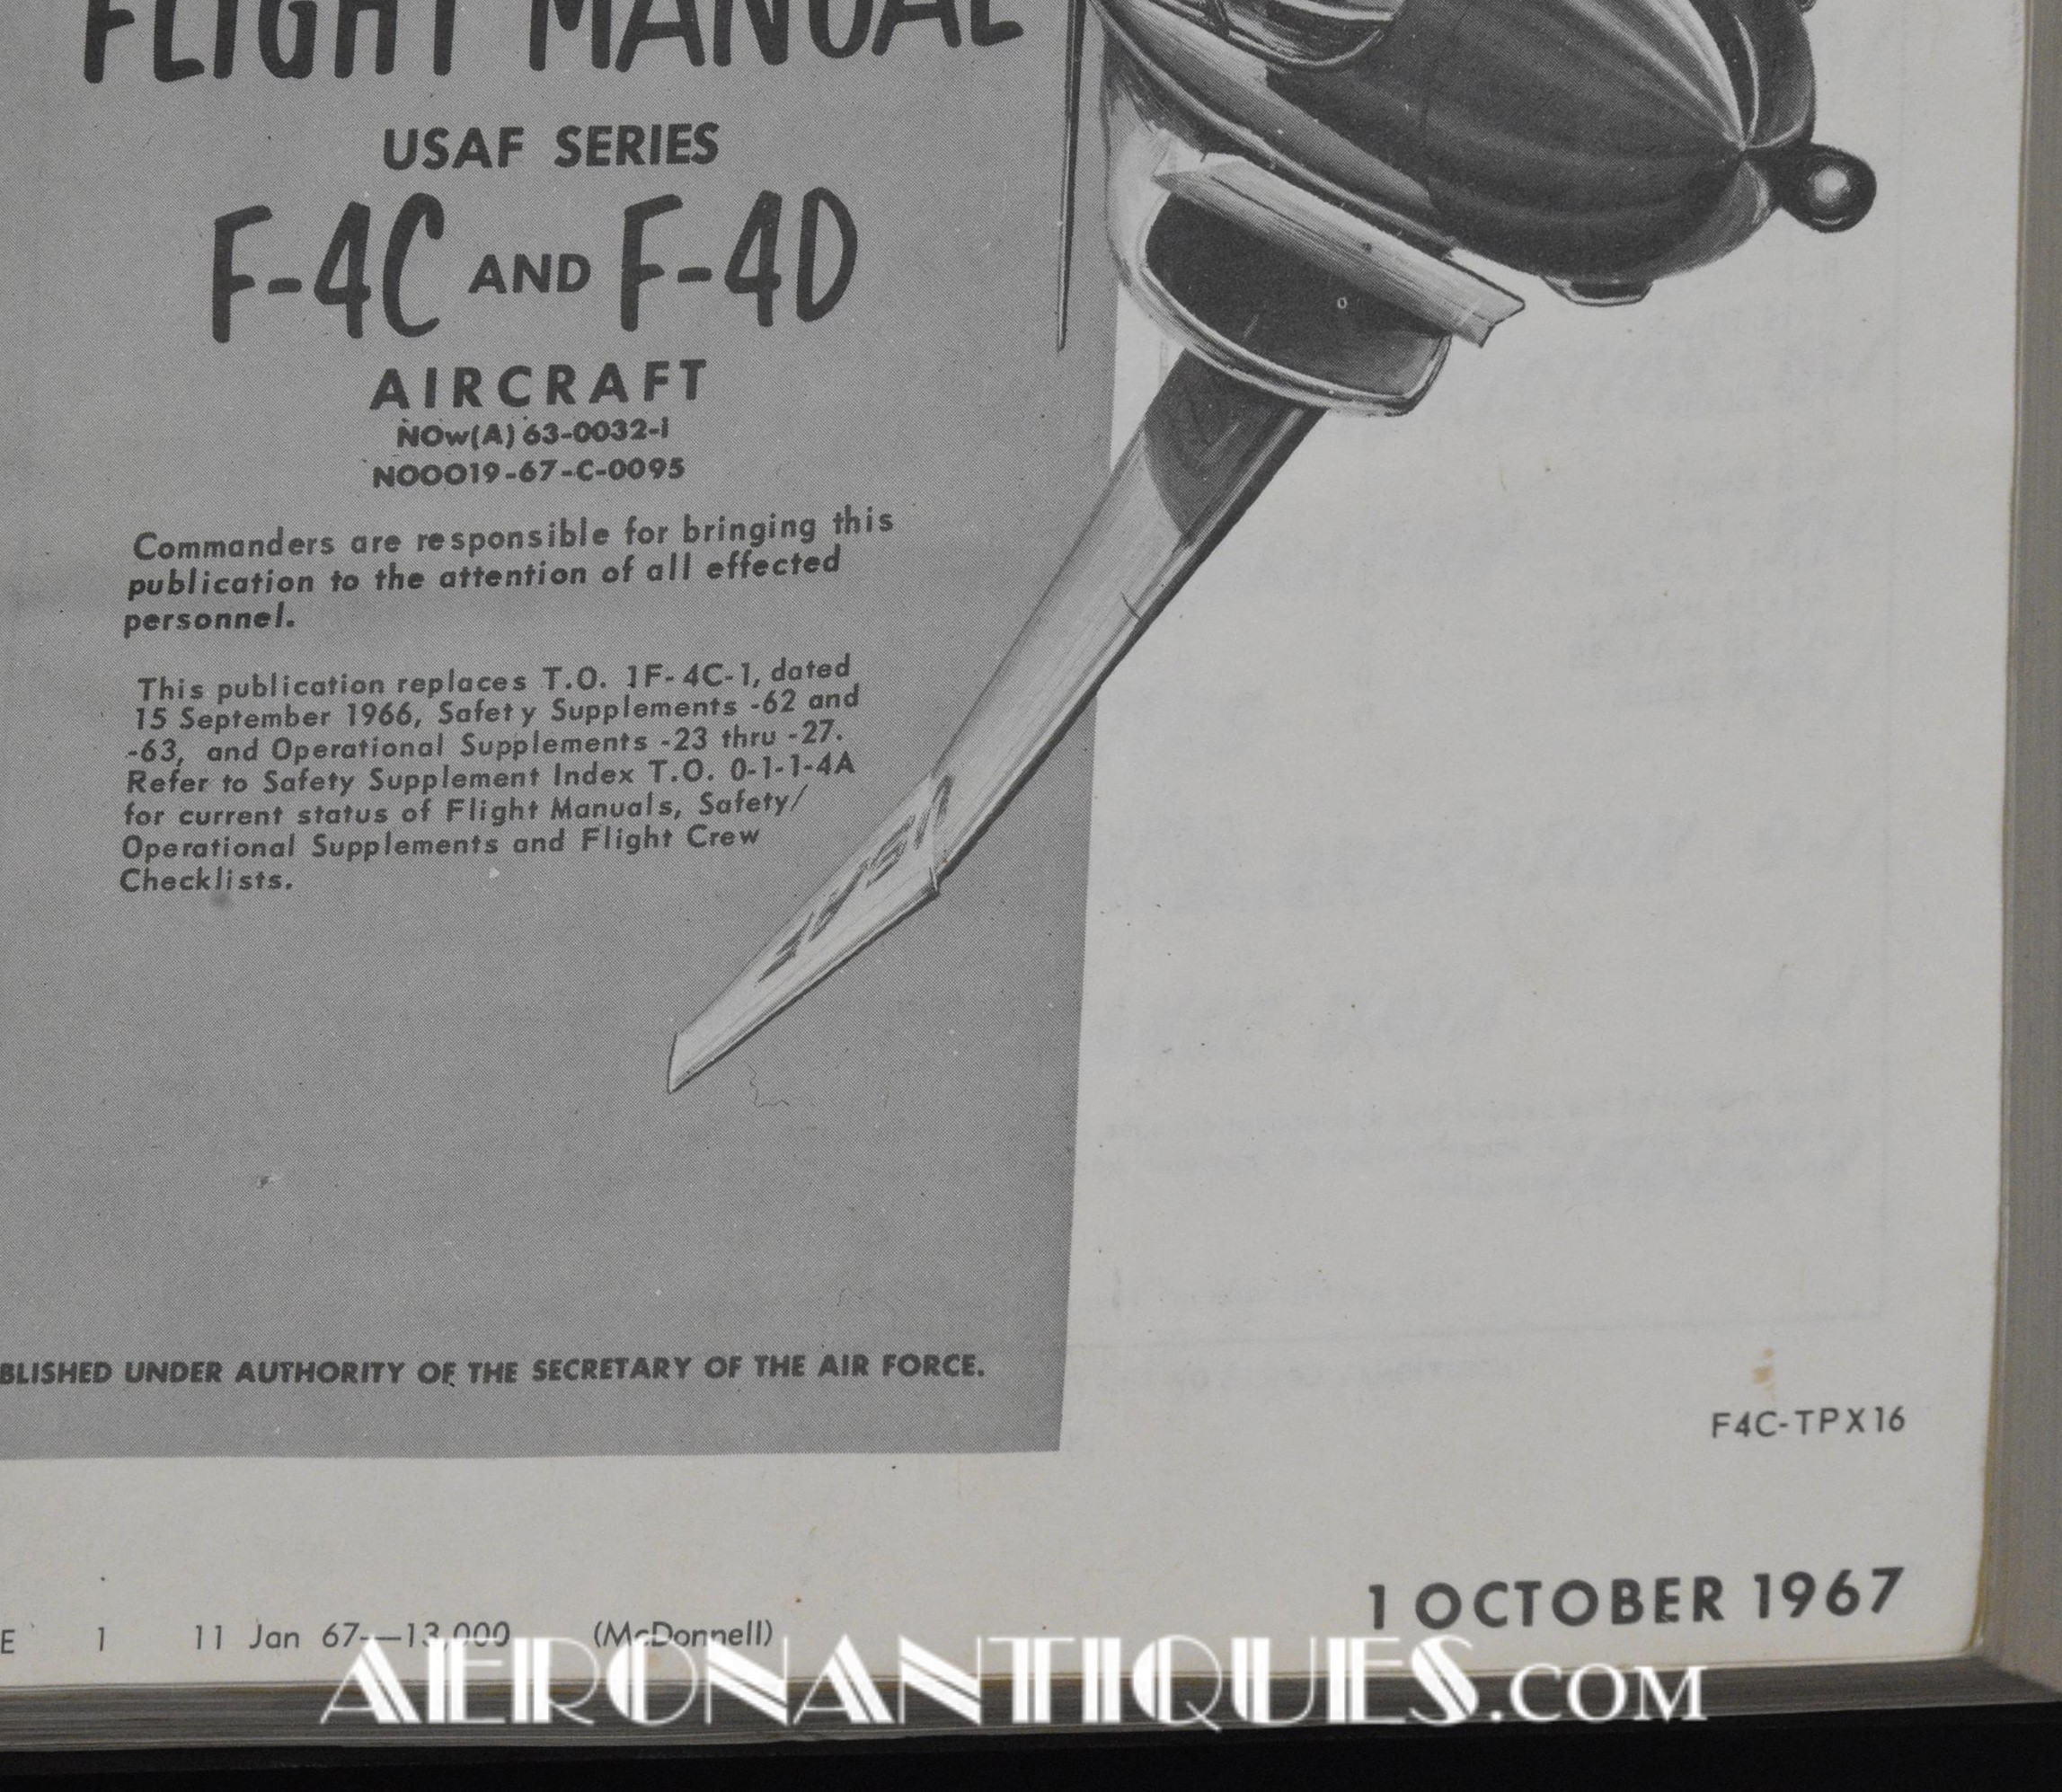 FLIGHT MANUAL
USAF SERIES
F-4C AND F-4D
AIRCRAFT
NOw(A) 63-0032-i
N00019-67-C-0095
Commanders are responsible for bringing this
publication to the attention of all effected
personnel.
This publication replaces T.O. 1F-4C-1, dated
15 September 1966, Safety Supplements -62 and
-63, and Operational Supplements -23 thru -27.
Refer to Safety Supplement Index T.O. 0-1-1-4A
for current status of Flight Manuals, Safety/
Operational Supplements and Flight Crew
Checklists.
BLISHED UNDER AUTHORITY OF THE SECRETARY OF THE AIR FORCE.
F4C-TPX16
1 OCTOBER 1967
E 1 11 Jan 67—13,000 (McDonnell)
AERONANTIQUES.COM